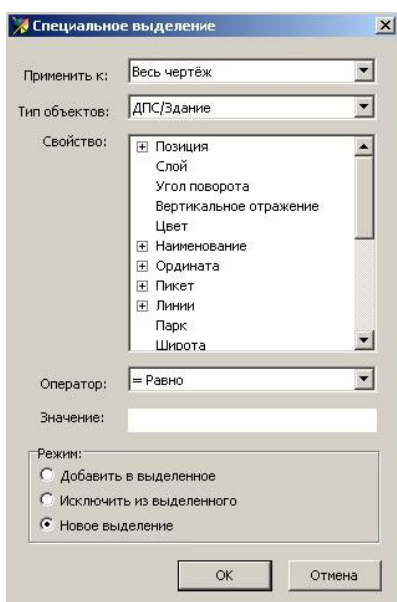 Специальное выделение
Применить к: Весь чертёж
Тип объектов: ДПС/Здание
Свойство:
Позиция
Слой
Угол поворота
Вертикальное отражение
Цвет
Наименование
Ордината
Пикет
Линии
Парк
Широта
Оператор: = Равно
Значение:
Режим:
Добавить в выделенное
Исключить из выделенного
Новое выделение
ОК
Отмена